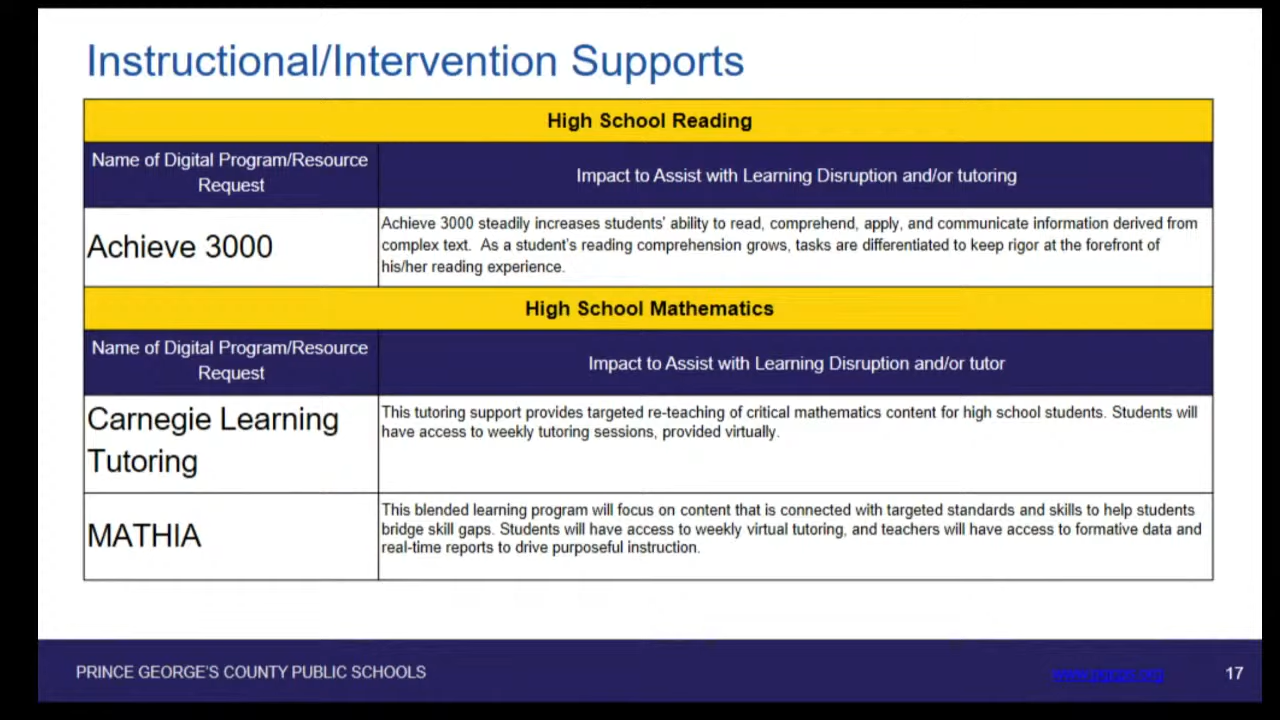 Instructional/Intervention Supports
High School Reading
Name of Digital Program/Resource
Request
Impact to Assist with Learning Disruption and/or tutoring
Achieve 3000
Achieve 3000 steadily increases students' ability to read, comprehend, apply, and communicate information derived from
complex text. As a student's reading comprehension grows, tasks are differentiated to keep rigor at the forefront of
his/her reading experience.
High School Mathematics
Name of Digital Program/Resource
Request
Impact to Assist with Learning Disruption and/or tutor
Carnegie Learning
Tutoring
This tutoring support provides targeted re-teaching of critical mathematics content for high school students. Students will
have access to weekly tutoring sessions, provided virtually.
MATHIA
This blended learning program will focus on content that is connected with targeted standards and skills to help students
bridge skill gaps. Students will have access to weekly virtual tutoring, and teachers will have access to formative data and
real-time reports to drive purposeful instruction.
PRINCE GEORGE'S COUNTY PUBLIC SCHOOLS
17